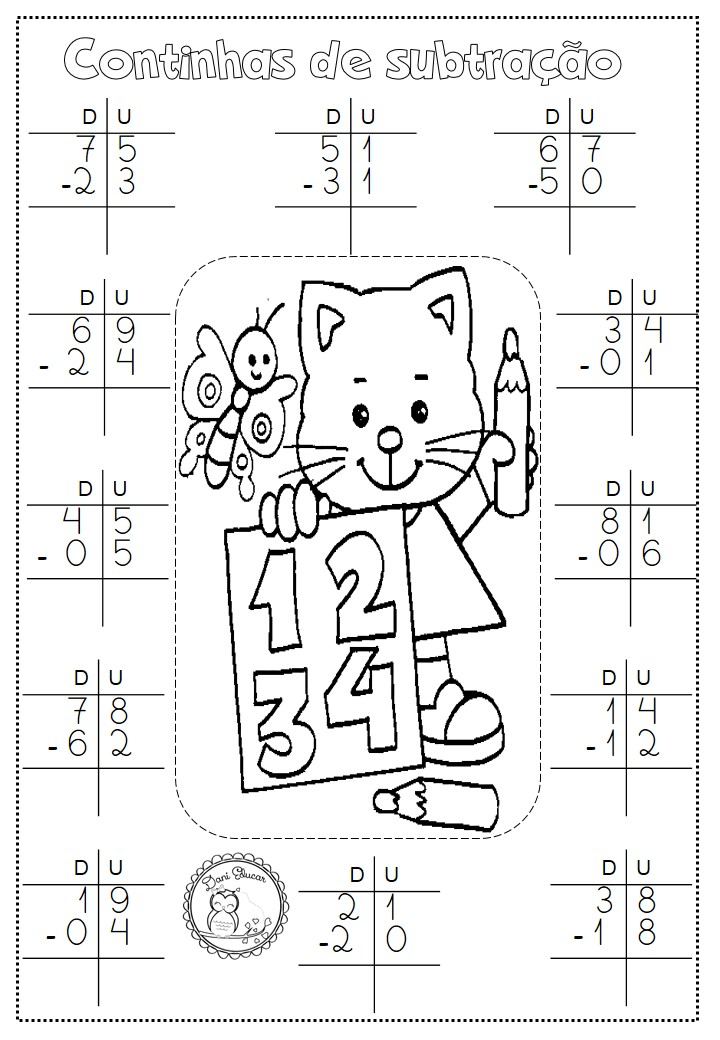 Continhas de subtração
D U
7 5
-2 3
D U
5 1
-3 1
D U
6 7
-5 0
D U
6 9
- 2 4
D U
3 4
- 0 1
D U
4 5
- 0 5
D U
8 1
- 0 6
D U
7 8
-6 2
D U
1 4
-1 2
D U
1 9
- 0 4
D U
2 1
-2 0
D U
3 8
-1 8
1 2
3 4
Dani Educar